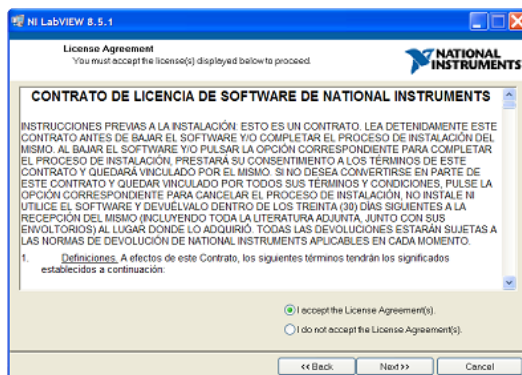 NI LabVIEW 8.5.1
License Agreement
You must accept the license(s) displayed below to proceed.
NATIONAL
INSTRUMENTS
CONTRATO DE LICENCIA DE SOFTWARE DE NATIONAL INSTRUMENTS
INSTRUCCIONES PREVIAS A LA INSTALACIÓN: ESTO ES UN CONTRATO. LEA DETENIDAMENTE ESTE
CONTRATO ANTES DE BAJAR EL SOFTWARE Y/O COMPLETAR EL PROCESO DE INSTALACIÓN DEL
MISMO. AL BAJAR EL SOFTWARE Y/O PULSAR LA OPCIÓN CORRESPONDIENTE PARA COMPLETAR
EL PROCESO DE INSTALACIÓN, PRESTARÁ SU CONSENTIMIENTO A LOS TÉRMINOS DE ESTE
CONTRATO Y QUEDARÁ VINCULADO POR EL MISMO. SI NO DESEA CONVERTIRSE EN PARTE DE
ESTE CONTRATO Y QUEDAR VINCULADO POR TODOS SUS TÉRMINOS Y CONDICIONES, PULSE LA
OPCIÓN CORRESPONDIENTE PARA CANCELAR EL PROCESO DE INSTALACIÓN, NO INSTALE NI
UTILICE EL SOFTWARE Y DEVUÉLVALO DENTRO DE LOS TREINTA (30) DÍAS SIGUIENTES A LA
RECEPCIÓN DEL MISMO (INCLUYENDO TODA LA LITERATURA ADJUNTA, JUNTO CON SUS
ENVOLTORIOS) AL LUGAR DONDE LO ADQUIRIÓ. TODAS LAS DEVOLUCIONES ESTARÁN SUJETAS A
LAS NORMAS DE DEVOLUCIÓN DE NATIONAL INSTRUMENTS APLICABLES EN CADA MOMENTO.
1. Definiciones. A efectos de este Contrato, los siguientes términos tendrán los significados
establecidos a continuación:
I accept the License Agreement(s).
I do not accept the License Agreement(s).
<< Back Next >> Cancel